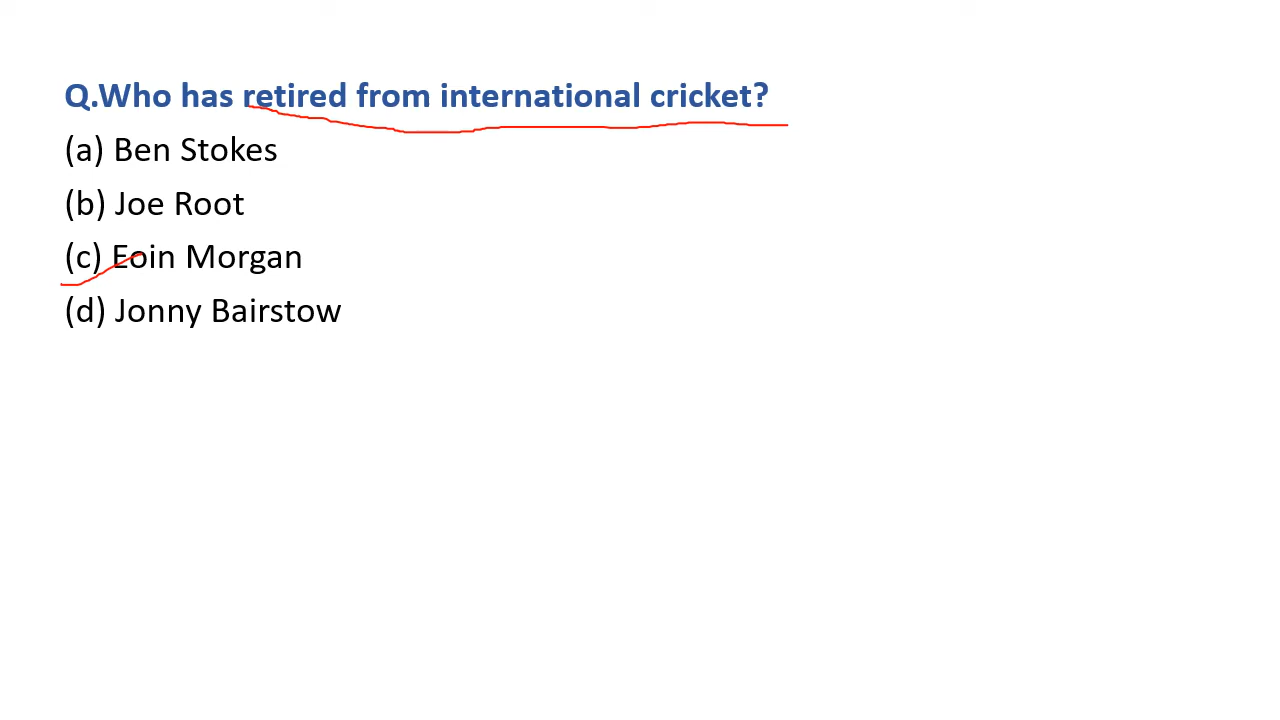 Q.Who has retired from international cricket?
(a) Ben Stokes
(b) Joe Root
(c) Eoin Morgan
(d) Jonny Bairstow